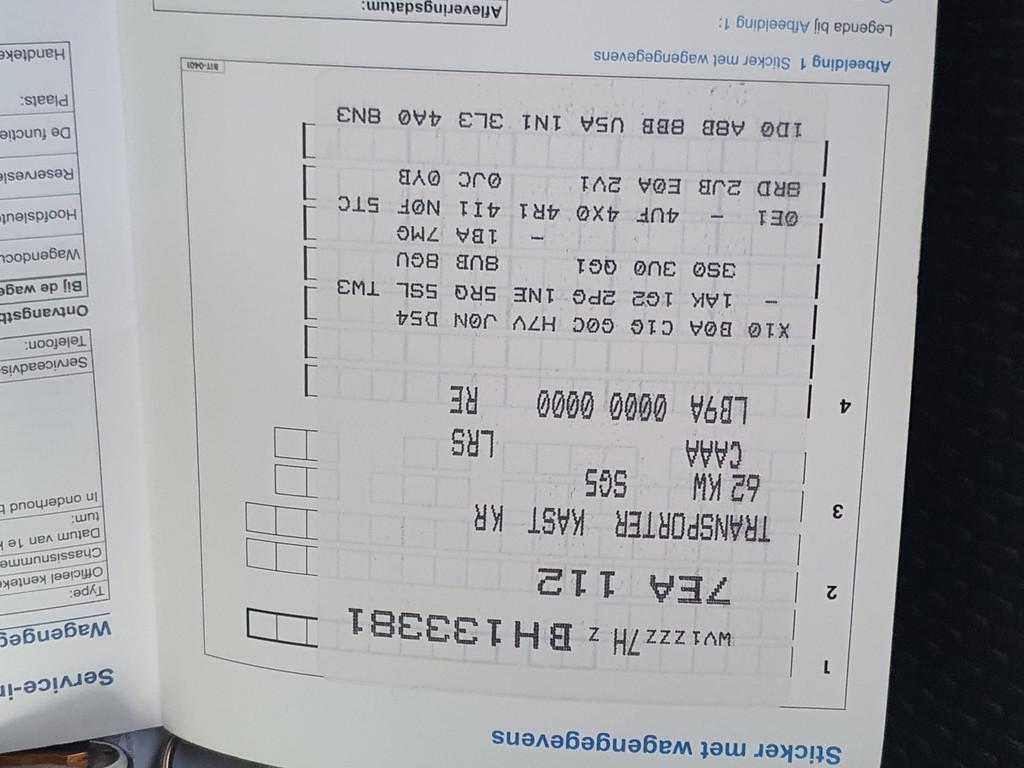 Sticker met wagengegevens
1 WV1ZZZ7H Z BH133381
2 7EA 112
3 TRANSPORTER KAST KR
62 KW SG5
CAAA LRS
4 LB9A 0000 0000 RE
X10 B0A C1G G0C H7V J0N D54
- 1AK 1G2 2PG 1NE 5RQ 5SL TW3
3S0 3U0 QG1 8UB 8GU
- 1BA 7MG
0E1 - 4UF 4X0 4R1 4I1 N0F 5TC
8RD 2JB E0A 2V1 0JC 0YB
1D0 A8B 8BB U5A 1N1 3L3 4A0 8N3
BIT-0401
Afbeelding 1 Sticker met wagengegevens
Legenda bij Afbeelding 1:
Afleveringsdatum:
Service-in
Wagengeg
Type:
Officieel kenteke
Chassisnumme
Datum van 1e
tum:
In onderhoud b
Serviceadvis
Telefoon:
Ontvangstb
Bij de wage
Wagendocu
Hoofdsleut
Reservesle
De functie
Plaats:
Handteke